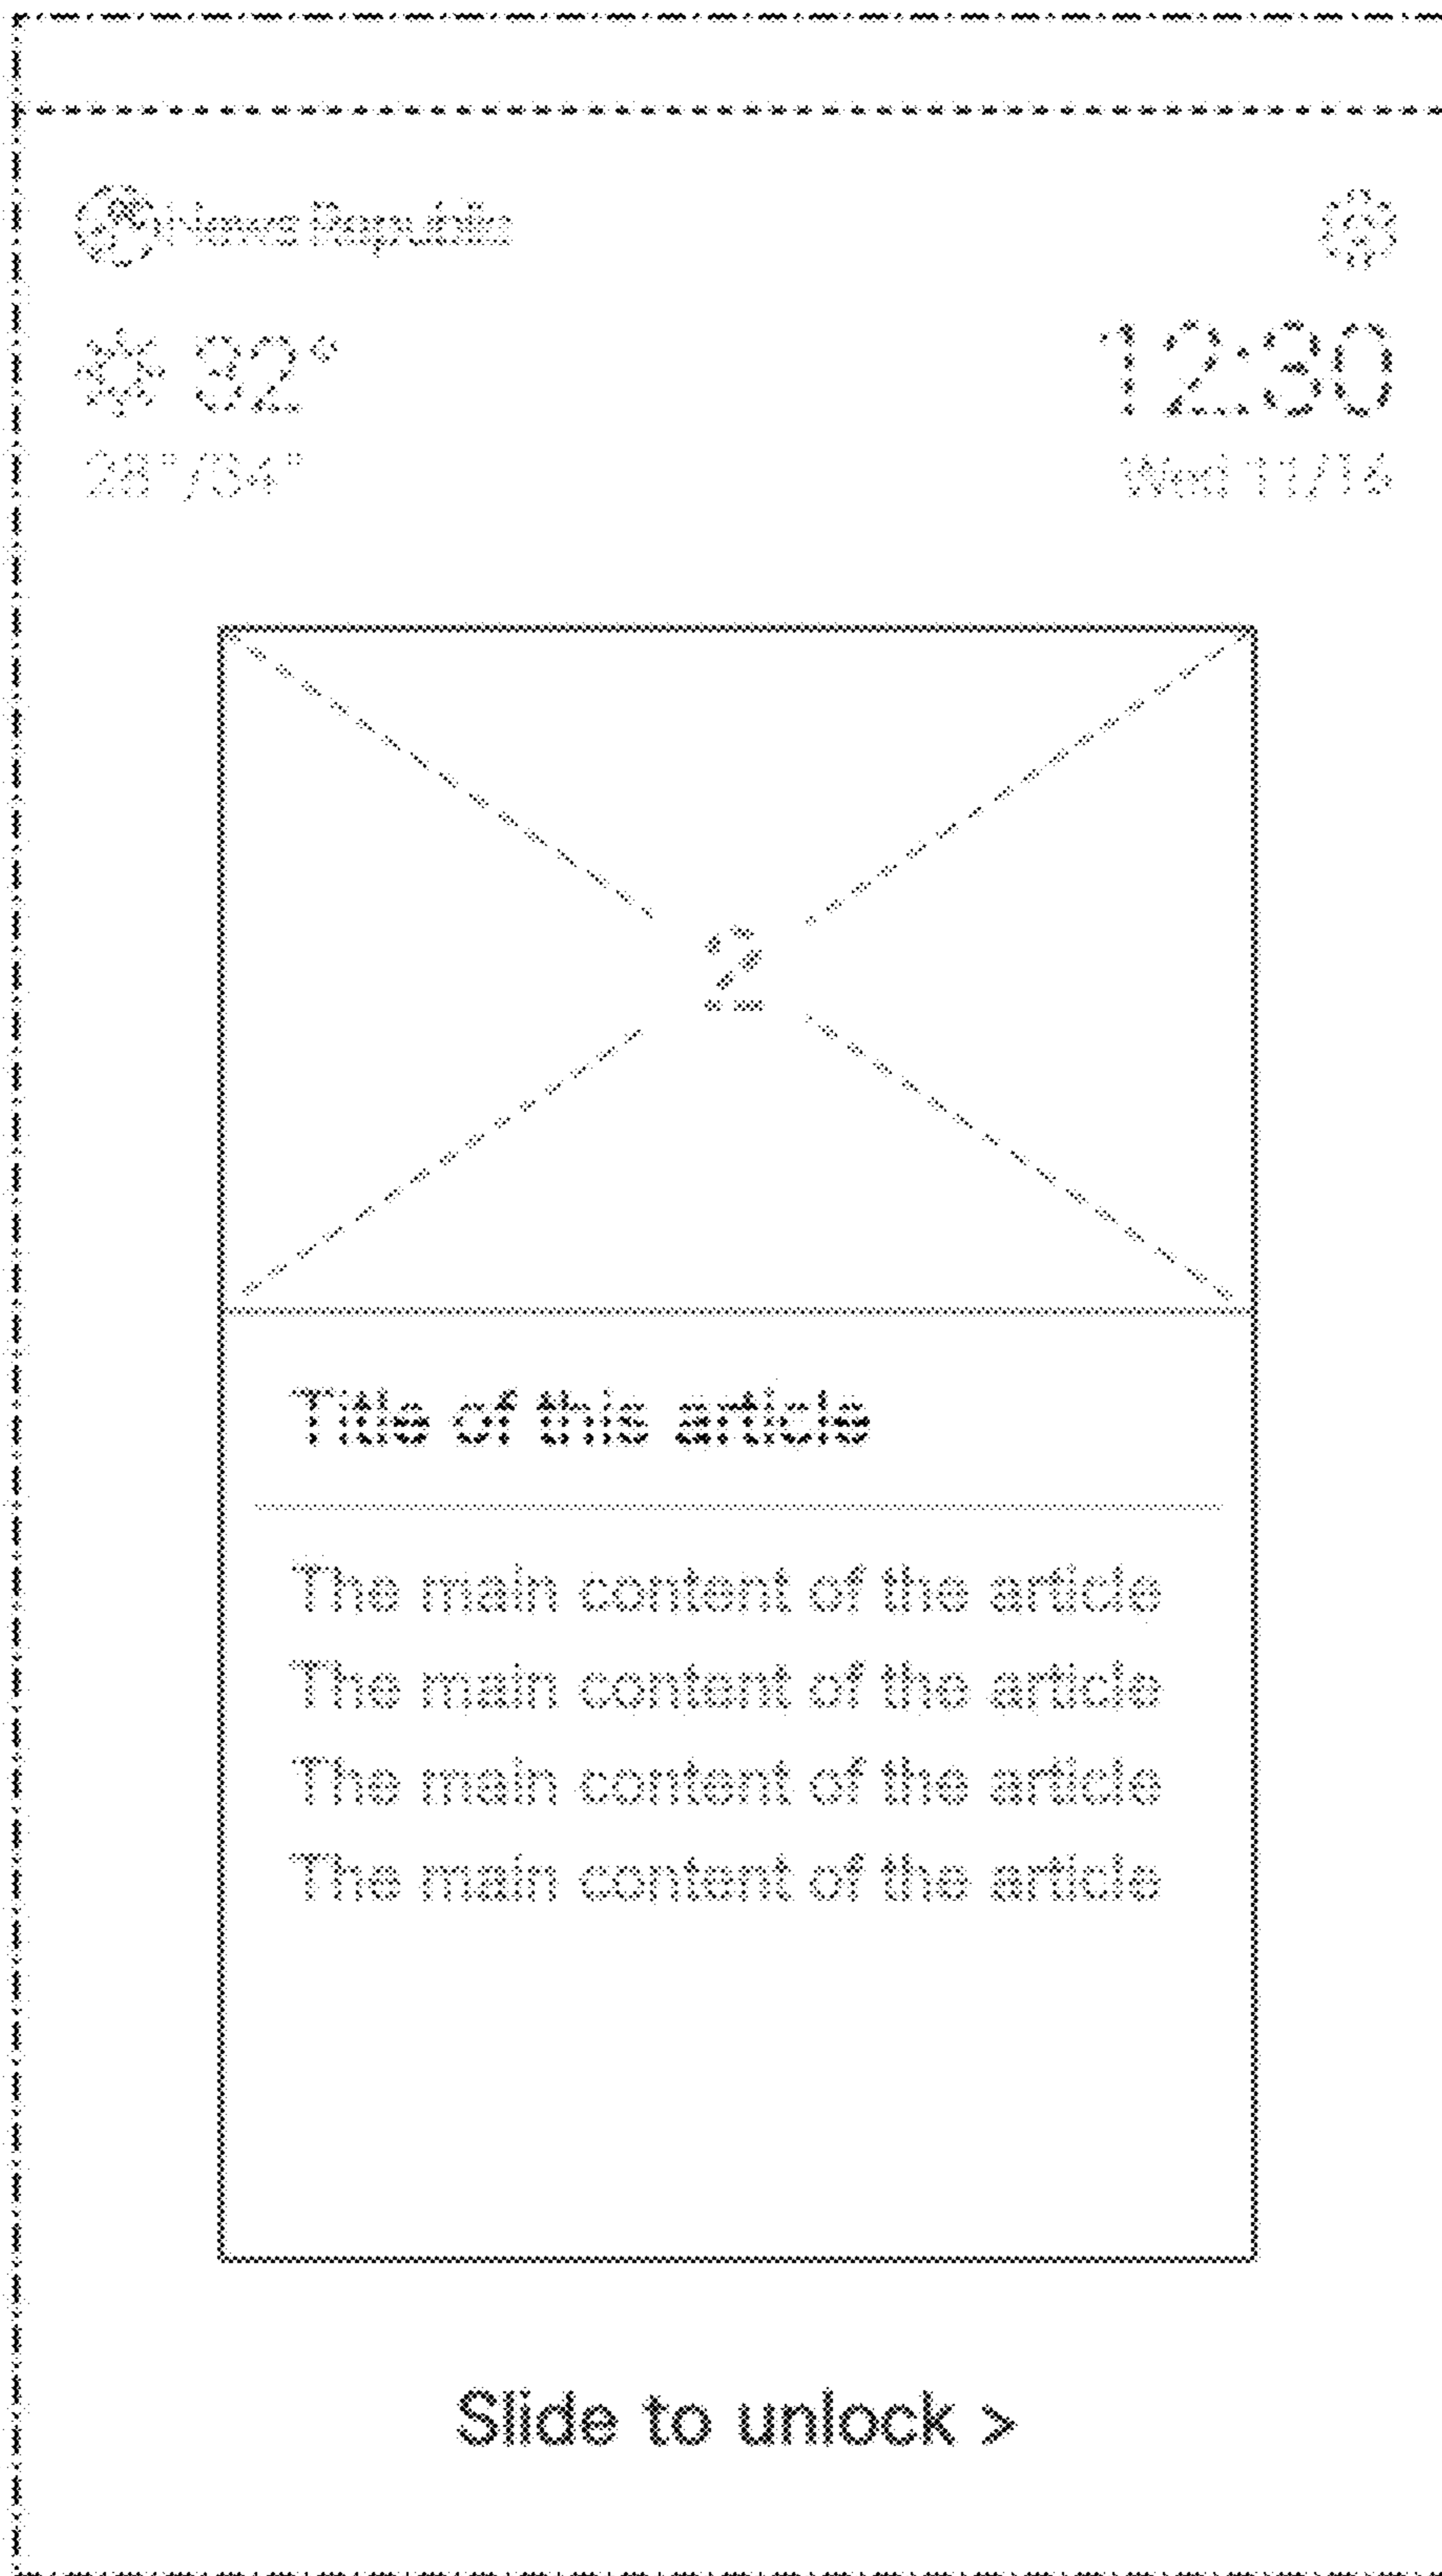 News Republic
32° 12:30
28°/34° Wed 11/16
2
Title of this article
The main content of the article
The main content of the article
The main content of the article
The main content of the article
Slide to unlock >